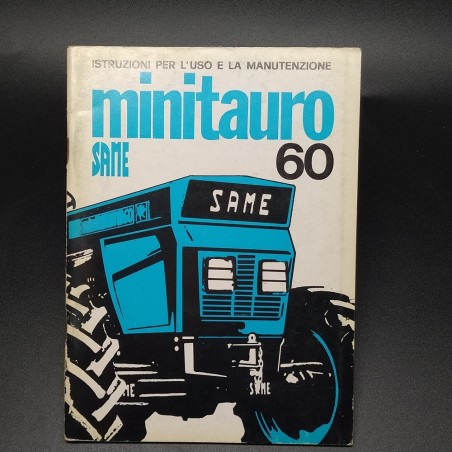 ISTRUZIONI PER L'USO E LA MANUTENZIONE
minitauro
SAME
60
SAME
SAME
SAME